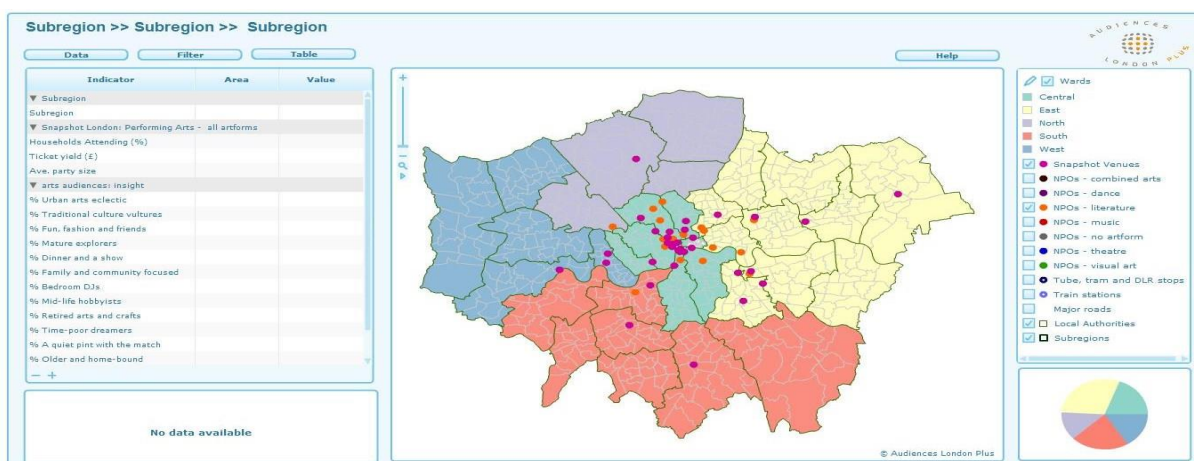 Subregion >> Subregion >> Subregion
Data Filter Table Help
AUDIENCES LONDON PLUS
Indicator Area Value
▼ Subregion
Subregion
▼ Snapshot London: Performing Arts - all artforms
Households Attending (%)
Ticket yield (£)
Ave. party size
▼ arts audiences: insight
% Urban arts eclectic
% Traditional culture vultures
% Fun, fashion and friends
% Mature explorers
% Dinner and a show
% Family and community focused
% Bedroom DJs
% Mid-life hobbyists
% Retired arts and crafts
% Time-poor dreamers
% A quiet pint with the match
% Older and home-bound
No data available
© Audiences London Plus
Wards
Central
East
North
South
West
Snapshot Venues
NPOs - combined arts
NPOs - dance
NPOs - literature
NPOs - music
NPOs - no artform
NPOs - theatre
NPOs - visual art
Tube, tram and DLR stops
Train stations
Major roads
Local Authorities
Subregions